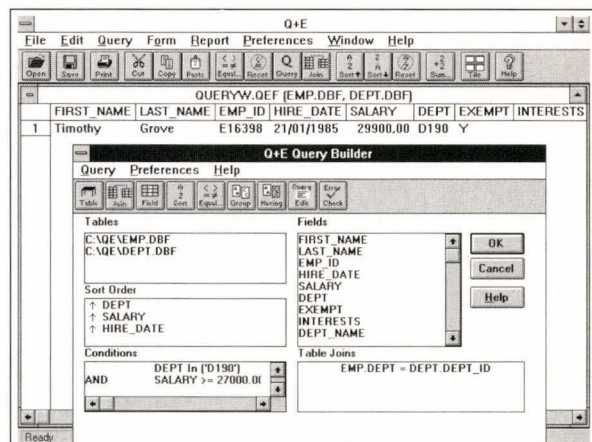 Q+E
File Edit Query Form Report Preferences Window Help
Open Save Print Cut Copy Paste Equal... Reset Query Join Sort Sort Reset Sum... Tile Help
QUERYW.QEF (EMP.DBF, DEPT.DBF)
FIRST_NAME LAST_NAME EMP_ID HIRE_DATE SALARY DEPT EXEMPT INTERESTS
1 Timothy Grove E16398 21/01/1985 29900,00 D190 Y
Q+E Query Builder
Query Preferences Help
Table Join Field Sort Equal... Group Having Query Edit Error Check
Tables
C:\QE\EMP.DBF
C:\QE\DEPT.DBF
Fields
FIRST_NAME
LAST_NAME
EMP_ID
HIRE_DATE
SALARY
DEPT
EXEMPT
INTERESTS
DEPT_NAME
OK
Cancel
Help
Sort Order
↑ DEPT
↑ SALARY
↑ HIRE_DATE
Conditions
DEPT In ('D190')
AND SALARY >= 27000.0(
Table Joins
EMP.DEPT = DEPT.DEPT_ID
Ready